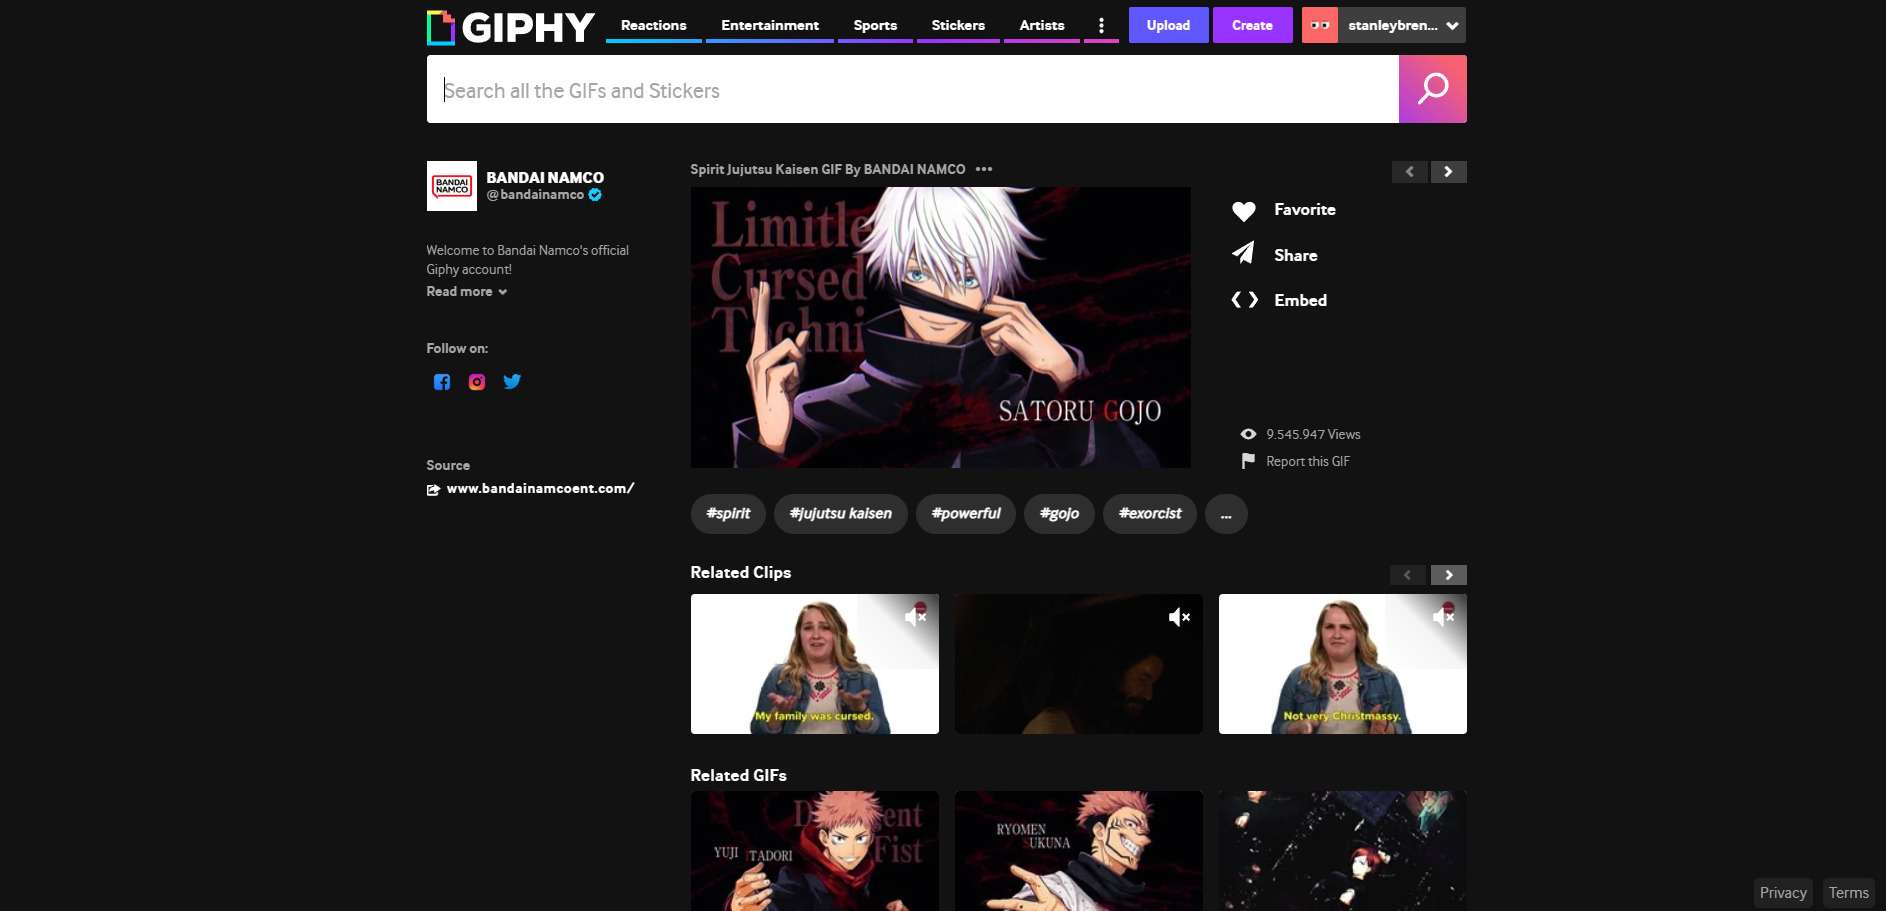 GIPHY
Reactions
Entertainment
Sports
Stickers
Artists
Upload
Create
stanleybren...
Search all the GIFs and Stickers
BANDAI NAMCO
BANDAI NAMCO
@bandainamco
Welcome to Bandai Namco's official
Giphy account!
Read more
Follow on:
Source
www.bandainamcoent.com/
Spirit Jujutsu Kaisen GIF By BANDAI NAMCO
Limitle
Cursed
Techni
SATORU GOJO
Favorite
Share
Embed
9.545.947 Views
Report this GIF
#spirit
#jujutsu kaisen
#powerful
#gojo
#exorcist
...
Related Clips
My family was cursed.
Not very Christmassy.
Related GIFs
YUJI ITADORI
Fist
RYOMEN
SUKUNA
Privacy
Terms